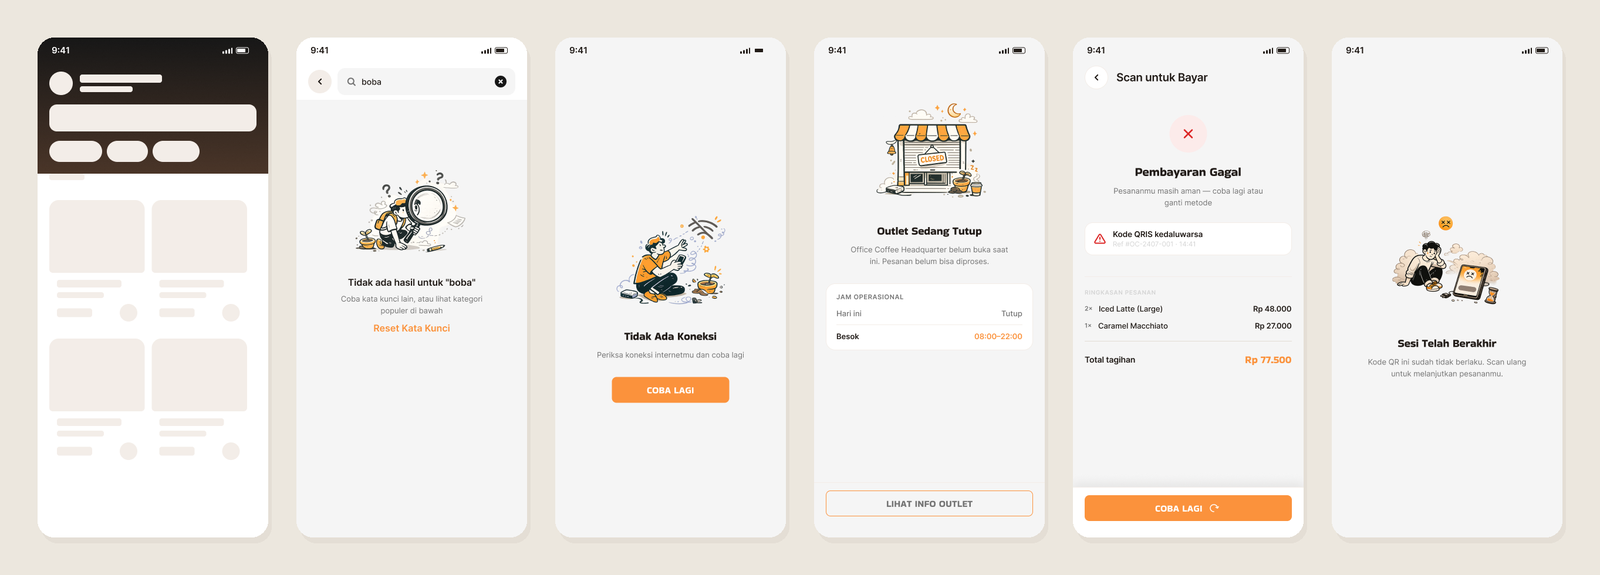 9:41
9:41
boba
?
?
Tidak ada hasil untuk "boba"
Coba kata kunci lain, atau lihat kategori
populer di bawah
Reset Kata Kunci
9:41
Tidak Ada Koneksi
Periksa koneksi internetmu dan coba lagi
COBA LAGI
9:41
CLOSED
Outlet Sedang Tutup
Office Coffee Headquarter belum buka saat
ini. Pesanan belum bisa diproses.
JAM OPERASIONAL
Hari ini Tutup
Besok 08:00–22:00
LIHAT INFO OUTLET
9:41
Scan untuk Bayar
Pembayaran Gagal
Pesananmu masih aman — coba lagi atau
ganti metode
Kode QRIS kedaluwarsa
Ref #OC-2407-001 · 14:41
RINGKASAN PESANAN
2× Iced Latte (Large) Rp 48.000
1× Caramel Macchiato Rp 27.000
Total tagihan Rp 77.500
COBA LAGI
9:41
Sesi Telah Berakhir
Kode QR ini sudah tidak berlaku. Scan ulang
untuk melanjutkan pesananmu.